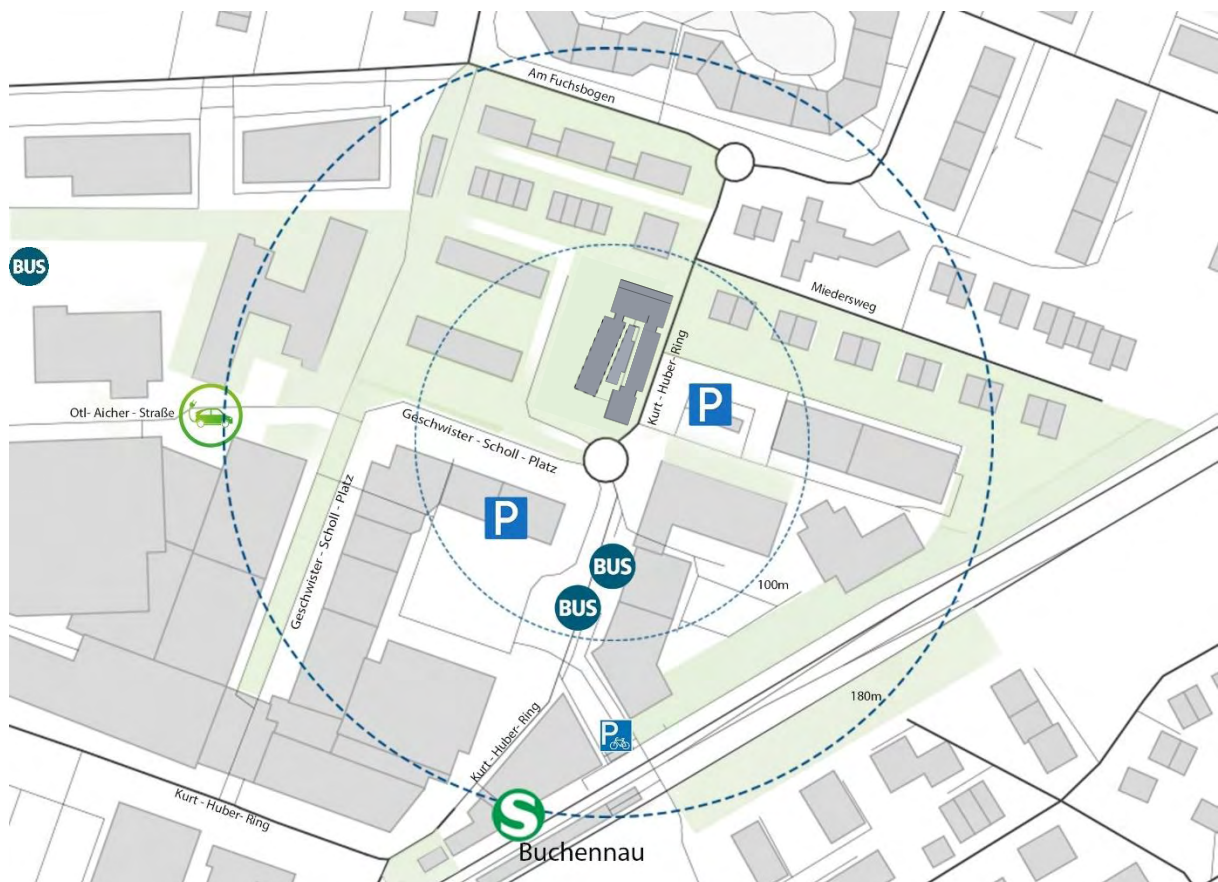 Am Fuchsbogen
BUS
Miedersweg
Kurt - Huber- Ring
Otl- Aicher - Straße
P
Geschwister - Scholl - Platz
P
Geschwister - Scholl - Platz
BUS
100m
BUS
180m
P
Kurt - Huber- Ring
Kurt - Huber- Ring
S
Buchennau